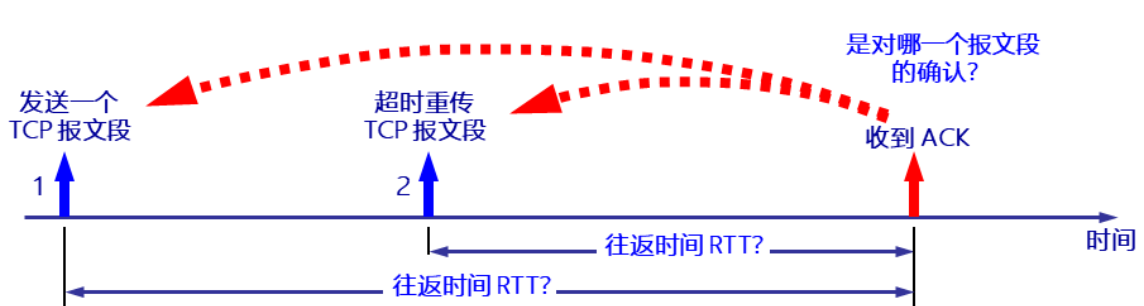 是对哪一个报文段
的确认?
发送一个
TCP 报文段
超时重传
TCP 报文段
收到 ACK
1
2
时间
往返时间 RTT?
往返时间 RTT?